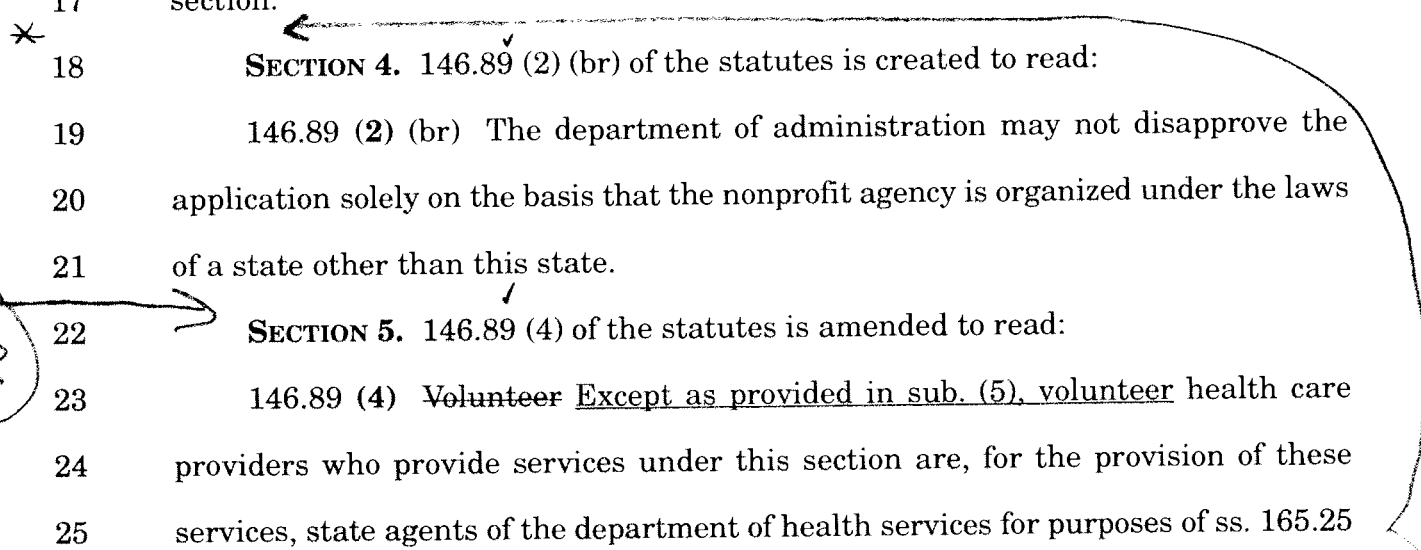 17 section.
18 SECTION 4. 146.89 (2) (br) of the statutes is created to read:
19 146.89 (2) (br) The department of administration may not disapprove the
20 application solely on the basis that the nonprofit agency is organized under the laws
21 of a state other than this state.
22 SECTION 5. 146.89 (4) of the statutes is amended to read:
23 146.89 (4) Volunteer Except as provided in sub. (5), volunteer health care
24 providers who provide services under this section are, for the provision of these
25 services, state agents of the department of health services for purposes of ss. 165.25